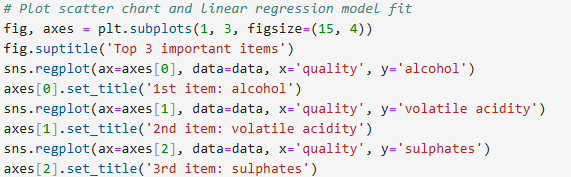 # Plot scatter chart and linear regression model fit
fig, axes = plt.subplots(1, 3, figsize=(15, 4))
fig.suptitle('Top 3 important items')
sns.regplot(ax=axes[0], data=data, x='quality', y='alcohol')
axes[0].set_title('1st item: alcohol')
sns.regplot(ax=axes[1], data=data, x='quality', y='volatile acidity')
axes[1].set_title('2nd item: volatile acidity')
sns.regplot(ax=axes[2], data=data, x='quality', y='sulphates')
axes[2].set_title('3rd item: sulphates')